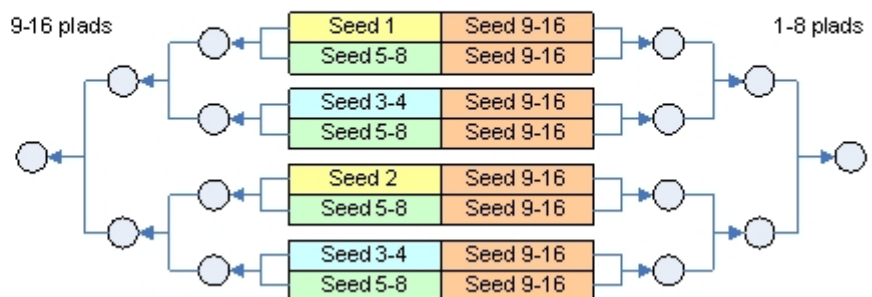 9-16 plads
1-8 plads
Seed 1 Seed 9-16
Seed 5-8 Seed 9-16
Seed 3-4 Seed 9-16
Seed 5-8 Seed 9-16
Seed 2 Seed 9-16
Seed 5-8 Seed 9-16
Seed 3-4 Seed 9-16
Seed 5-8 Seed 9-16